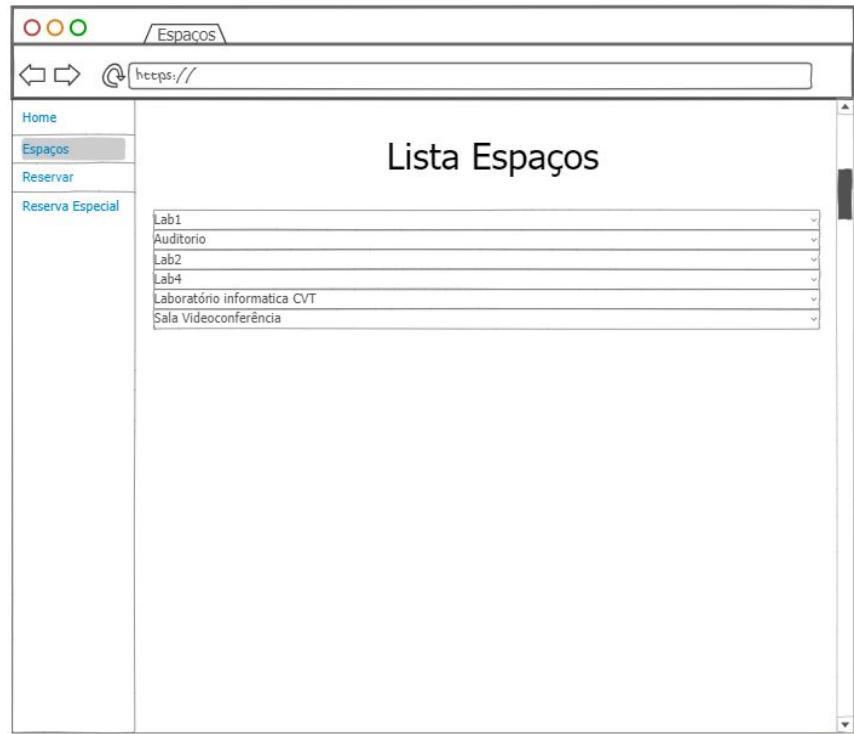 Espaços
https://
Home
Espaços
Reservar
Reserva Especial
Lista Espaços
Lab1
Auditorio
Lab2
Lab4
Laboratório informatica CVT
Sala Videoconferência